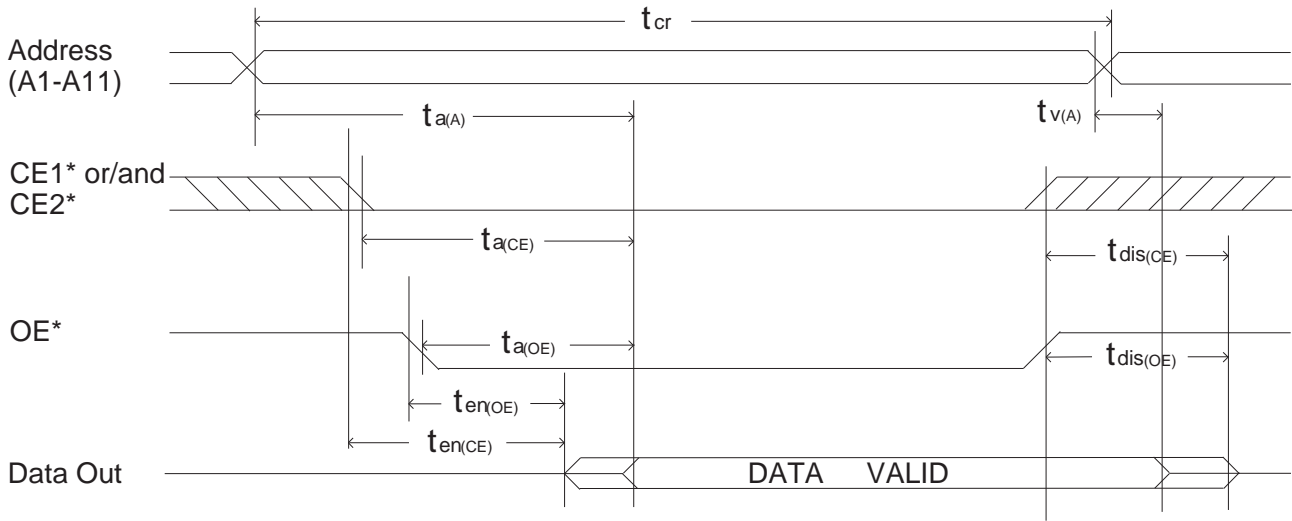 tcr
Address
(A1-A11)
ta(A)
tv(A)
CE1* or/and
CE2*
ta(CE)
tdis(CE)
OE*
ta(OE)
tdis(OE)
ten(OE)
ten(CE)
Data Out
DATA VALID